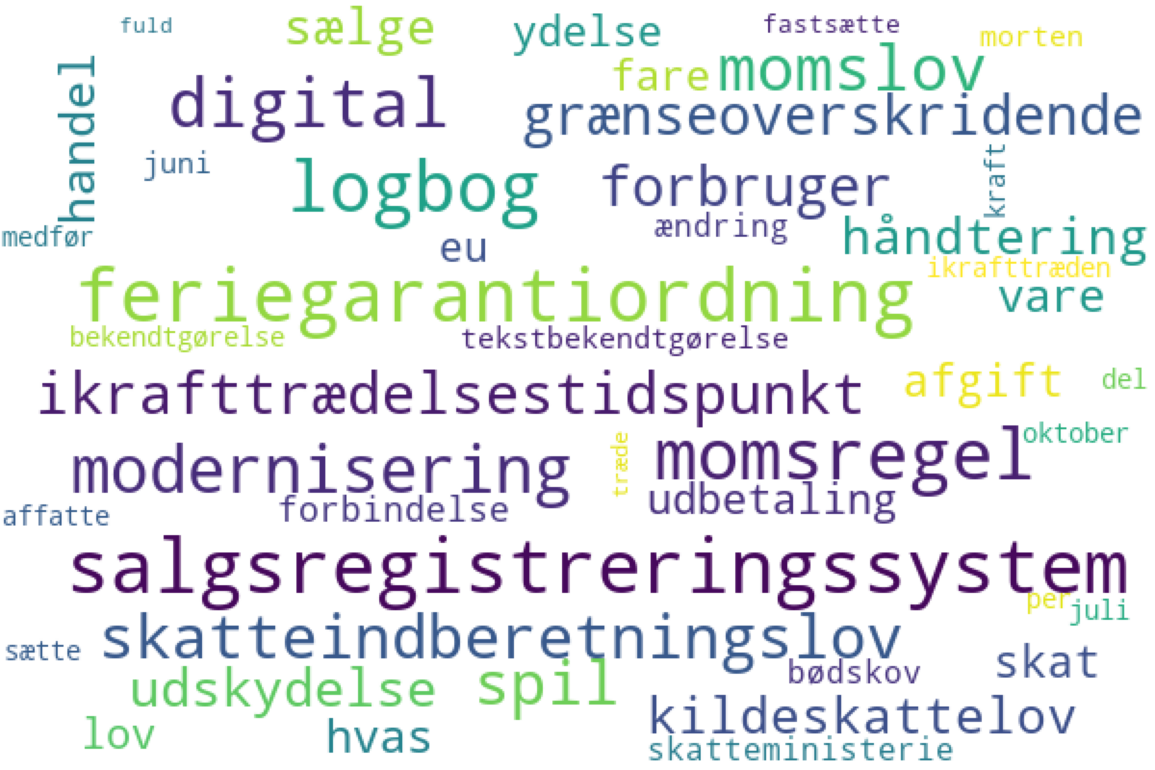 fuld
sælge
ydelse
fastsætte
morten
handel
digital
fare
momslov
grænseoverskridende
juni
logbog
forbruger
kraft
medfør
eu
ændring
håndtering
feriegarantiordning
ikrafttræden
vare
bekendtgørelse
tekstbekendtgørelse
ikrafttrædelsestidspunkt
afgift
del
modernisering
træde
momsregel
oktober
affatte
forbindelse
udbetaling
salgsregistreringssystem
per
juli
sætte
skatteindberetningslov
bødskov
skat
udskydelse
spil
kildeskattelov
lov
hvas
skatteministerie